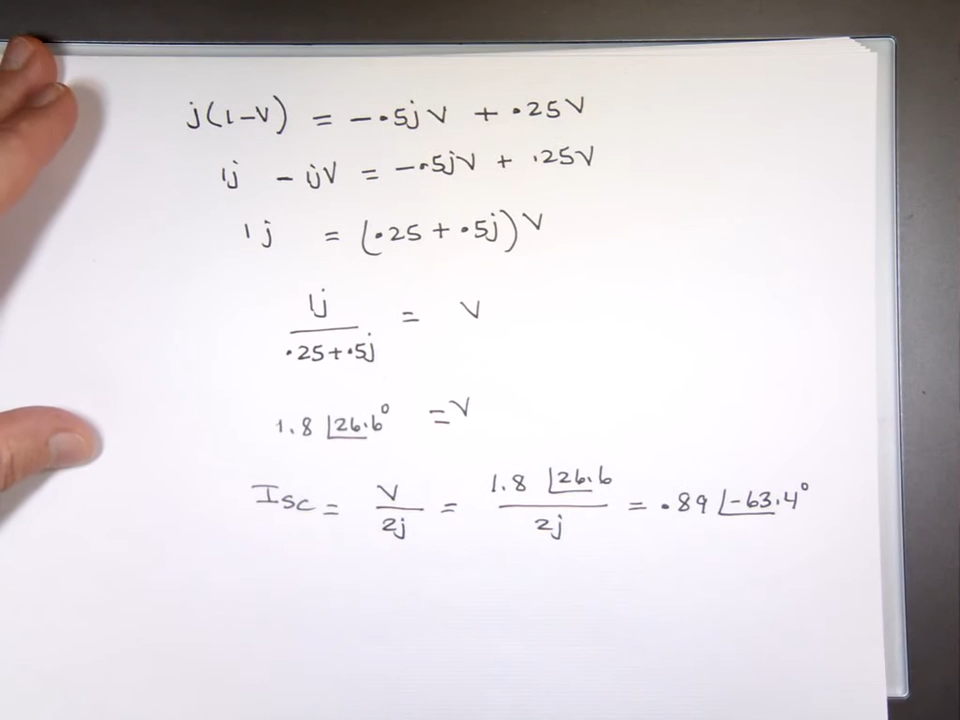 j(1-V) = -.5jV + .25V
1j - 1jV = -.5jV + .25V
1j = (.25 + .5j)V
1j / .25+.5j = V
1.8 ∠26.6° = V
Isc = V / 2j = 1.8 ∠26.6 / 2j = .89 ∠-63.4°